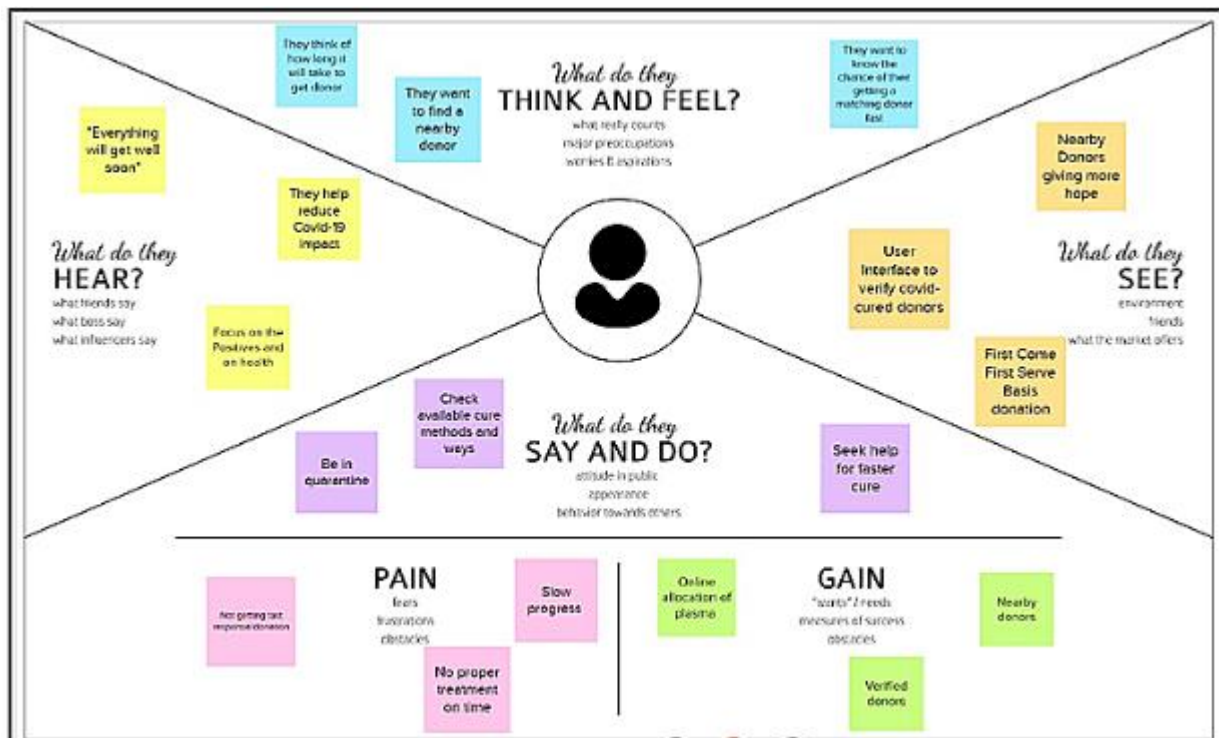 They think of
how long it
will take to
get donor
They want
to find a
nearby
donor
What do they
THINK AND FEEL?
what really counts
major preocupations
worries & aspirations
They want to
know the
chance of their
getting a
matching donor
fast
"Everything
will get well
soon"
They help
reduce
Covid-19
impact
What do they
HEAR?
what friends say
what boss say
what influencers say
Focus on the
Positives and
on health
Nearby
Donors
giving more
hope
User
Interface to
verify covid-
cured donors
What do they
SEE?
environment
friends
what the market offers
First Come
First Serve
Basis
donation
Check
available cure
methods and
ways
Be in
quarantine
What do they
SAY AND DO?
attitude in public
appearance
behavior towards others
Seek help
for faster
cure
PAIN
fears
frustrations
obstacles
Not getting fast
response/donation
Slow
progress
No proper
treatment
on time
GAIN
"wants" / needs
measures of success
obstacles
Online
allocation of
plasma
Nearby
donors
Verified
donors